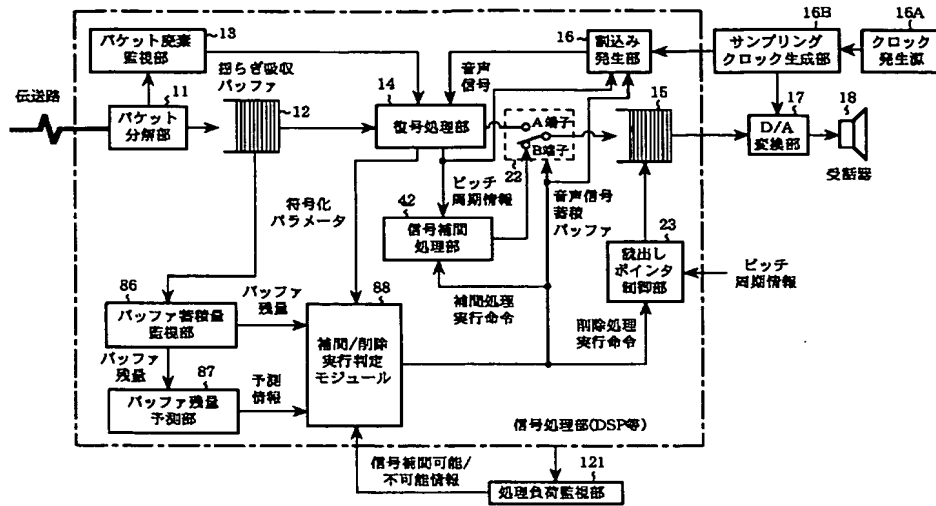 パケット廃棄
監視部
13
伝送路
11
パケット
分解部
揺らぎ吸収
バッファ
12
14
復号処理部
音声
信号
16
割込み
発生部
16B
サンプリング
クロック生成部
16A
クロック
発生源
A端子
B端子
22
15
17
D/A
変換部
18
受話器
符号化
パラメータ
ピッチ
周期情報
42
信号補間
処理部
音声信号
蓄積
バッファ
23
読出し
ポインタ
制御部
ピッチ
周期情報
補間処理
実行命令
削除処理
実行命令
86
バッファ蓄積量
監視部
バッファ
残量
88
補間/削除
実行判定
モジュール
バッファ
残量
87
バッファ残量
予測部
予測
情報
信号処理部(DSP等)
信号補間可能/
不可能情報
121
処理負荷監視部